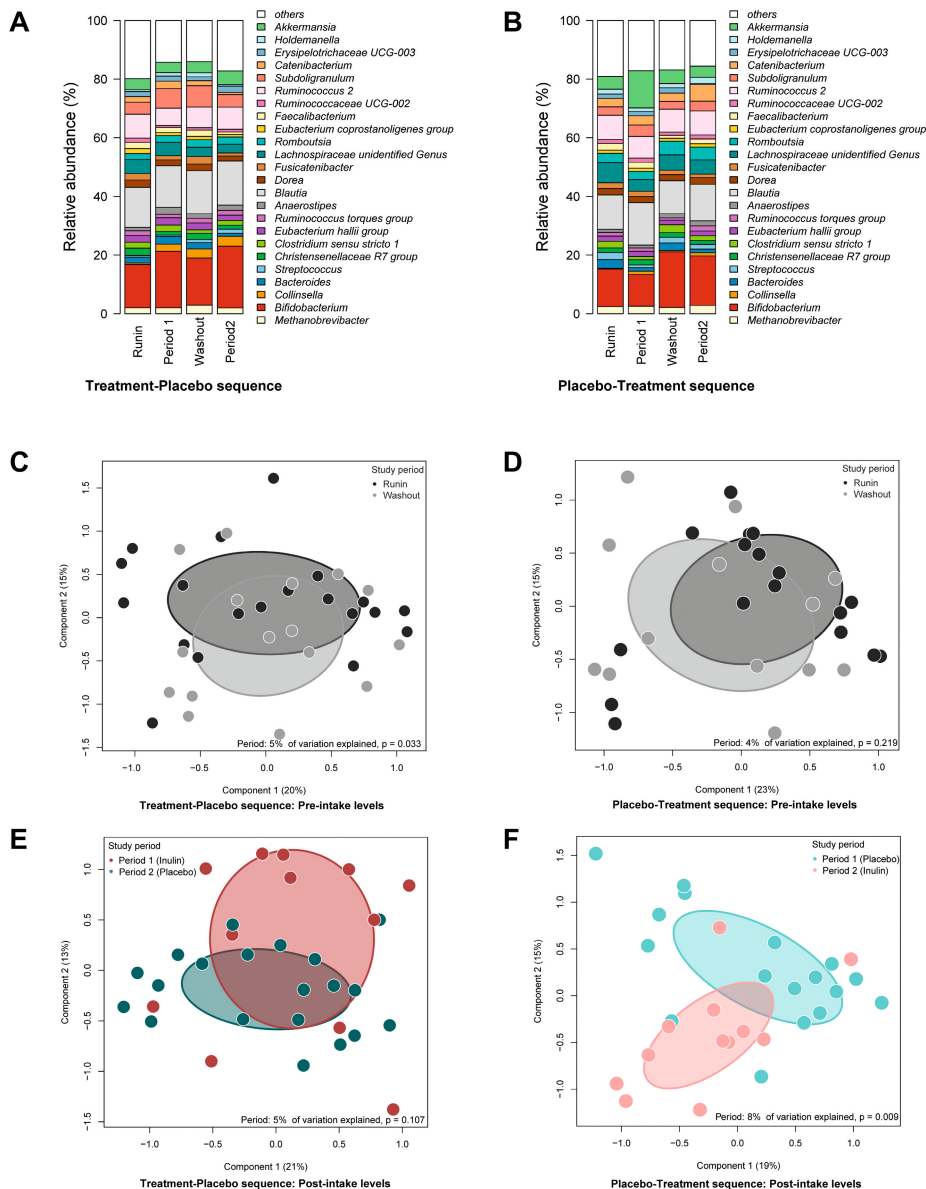 A
100
80
60
40
20
0
Relative abundance (%)
Runin
Period 1
Washout
Period2
Treatment-Placebo sequence
others
Akkermansia
Holdemanella
Erysipelotrichaceae UCG-003
Catenibacterium
Subdoligranulum
Ruminococcus 2
Ruminococcaceae UCG-002
Faecalibacterium
Eubacterium coprostanoligenes group
Romboutsia
Lachnospiraceae unidentified Genus
Fusicatenibacter
Dorea
Blautia
Anaerostipes
Ruminococcus torques group
Eubacterium hallii group
Clostridium sensu stricto 1
Christensenellaceae R7 group
Streptococcus
Bacteroides
Collinsella
Bifidobacterium
Methanobrevibacter
B
100
80
60
40
20
0
Relative abundance (%)
Runin
Period 1
Washout
Period2
Placebo-Treatment sequence
others
Akkermansia
Holdemanella
Erysipelotrichaceae UCG-003
Catenibacterium
Subdoligranulum
Ruminococcus 2
Ruminococcaceae UCG-002
Faecalibacterium
Eubacterium coprostanoligenes group
Romboutsia
Lachnospiraceae unidentified Genus
Fusicatenibacter
Dorea
Blautia
Anaerostipes
Ruminococcus torques group
Eubacterium hallii group
Clostridium sensu stricto 1
Christensenellaceae R7 group
Streptococcus
Bacteroides
Collinsella
Bifidobacterium
Methanobrevibacter
C
Study period
Runin
Washout
1.5
1.0
0.5
0.0
−0.5
−1.0
−1.5
Component 2 (15%)
Period: 5% of variation explained, p = 0.033
−1.0 −0.5 0.0 0.5 1.0
Component 1 (20%)
Treatment-Placebo sequence: Pre-intake levels
D
Study period
Runin
Washout
1.0
0.5
0.0
−0.5
−1.0
Component 2 (15%)
Period: 4% of variation explained, p = 0.219
−1.0 −0.5 0.0 0.5 1.0
Component 1 (23%)
Placebo-Treatment sequence: Pre-intake levels
E
Study period
Period 1 (Inulin)
Period 2 (Placebo)
1.0
0.5
0.0
−0.5
−1.0
−1.5
Component 2 (13%)
Period: 5% of variation explained, p = 0.107
−1.0 −0.5 0.0 0.5 1.0
Component 1 (21%)
Treatment-Placebo sequence: Post-intake levels
F
Study period
Period 1 (Placebo)
Period 2 (Inulin)
1.5
1.0
0.5
0.0
−0.5
−1.0
Component 2 (15%)
Period: 8% of variation explained, p = 0.009
−1.0 −0.5 0.0 0.5 1.0
Component 1 (19%)
Placebo-Treatment sequence: Post-intake levels